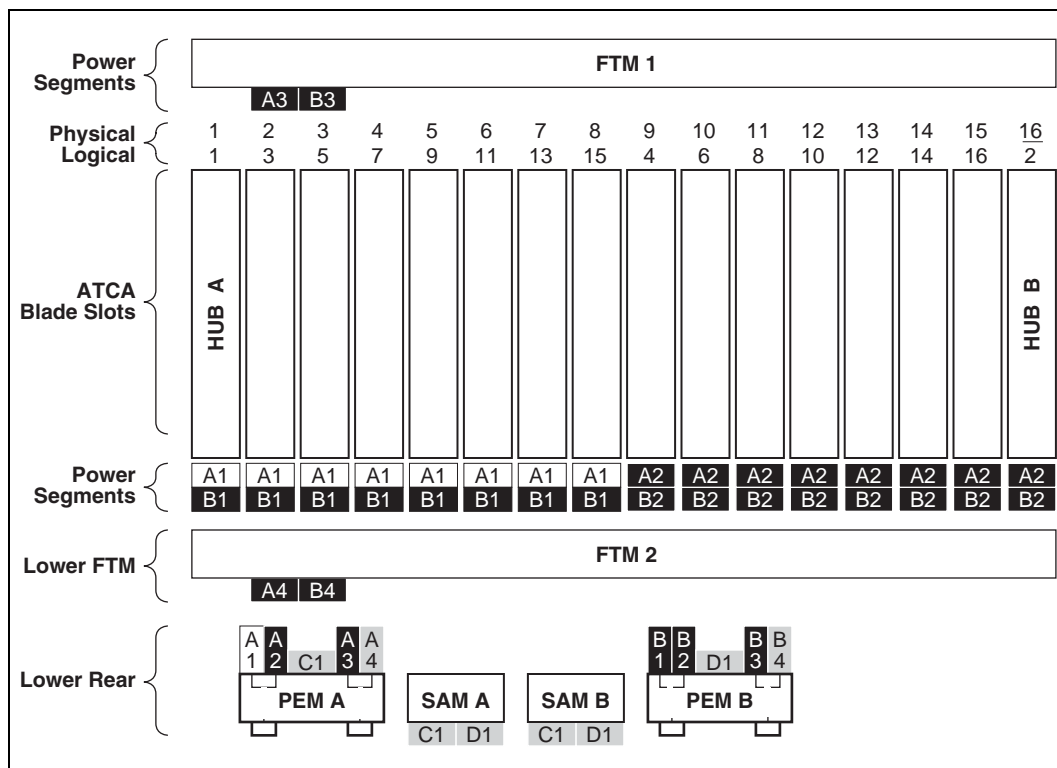 Power Segments
FTM 1
A3 B3
Physical 1 2 3 4 5 6 7 8 9 10 11 12 13 14 15 16
Logical 1 3 5 7 9 11 13 15 4 6 8 10 12 14 16 2
ATCA Blade Slots
HUB A
HUB B
Power Segments
A1 A1 A1 A1 A1 A1 A1 A1 A2 A2 A2 A2 A2 A2 A2 A2
B1 B1 B1 B1 B1 B1 B1 B1 B2 B2 B2 B2 B2 B2 B2 B2
Lower FTM
FTM 2
A4 B4
Lower Rear
A1 A2 C1 A3 A4
B1 B2 D1 B3 B4
PEM A
SAM A
SAM B
PEM B
C1 D1
C1 D1